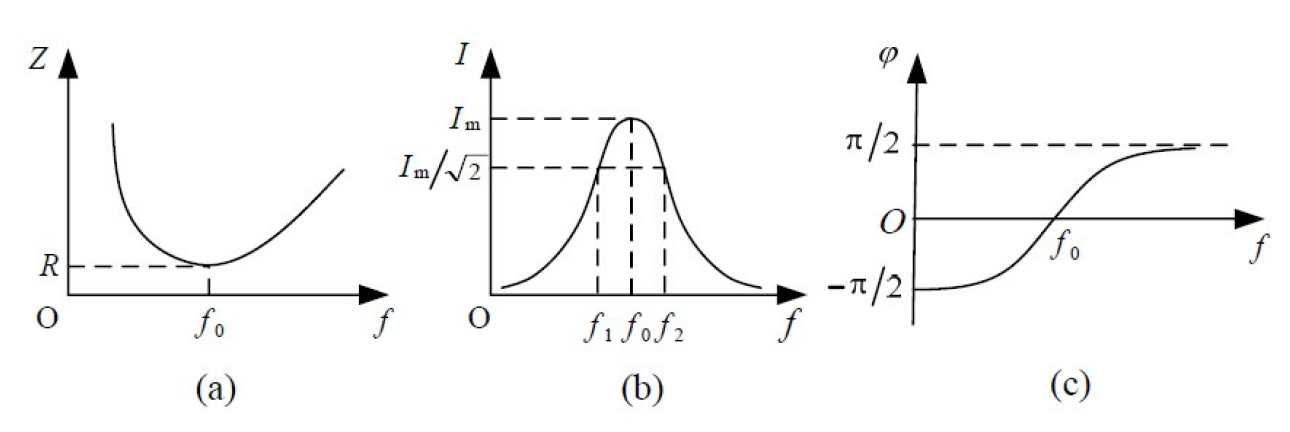 Z
R
O
f₀
f
(a)
I
Iₘ
Iₘ/√2
O
f₁ f₀ f₂
f
(b)
φ
π/2
O
f₀
f
-π/2
(c)